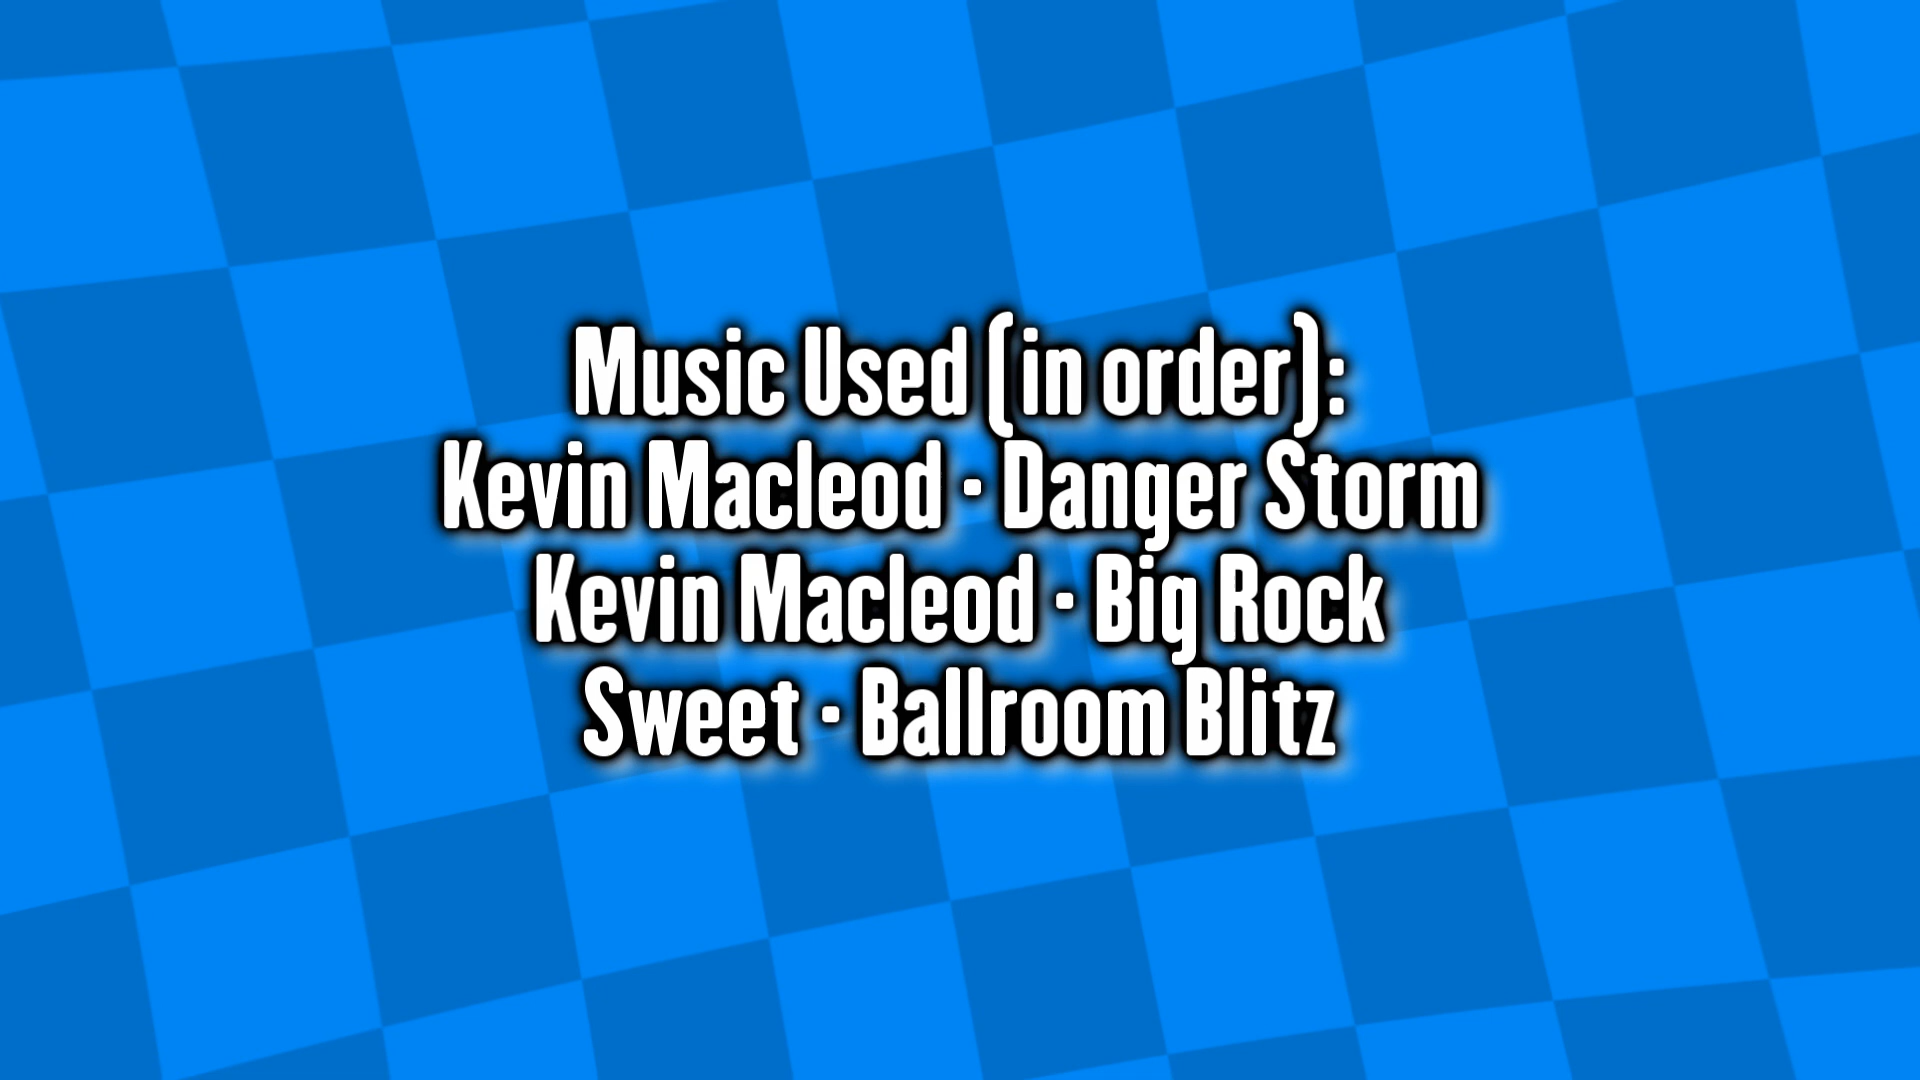 Music Used (in order):
Kevin Macleod - Danger Storm
Kevin Macleod - Big Rock
Sweet - Ballroom Blitz